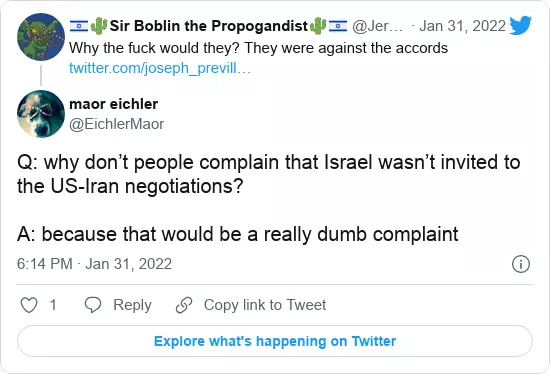 🇮🇱🌵Sir Boblin the Propogandist🌵🇮🇱 @Jer… · Jan 31, 2022
Why the fuck would they? They were against the accords
twitter.com/joseph_previll…
maor eichler
@EichlerMaor
Q: why don’t people complain that Israel wasn’t invited to
the US-Iran negotiations?
A: because that would be a really dumb complaint
6:14 PM · Jan 31, 2022
1 Reply Copy link to Tweet
Explore what's happening on Twitter